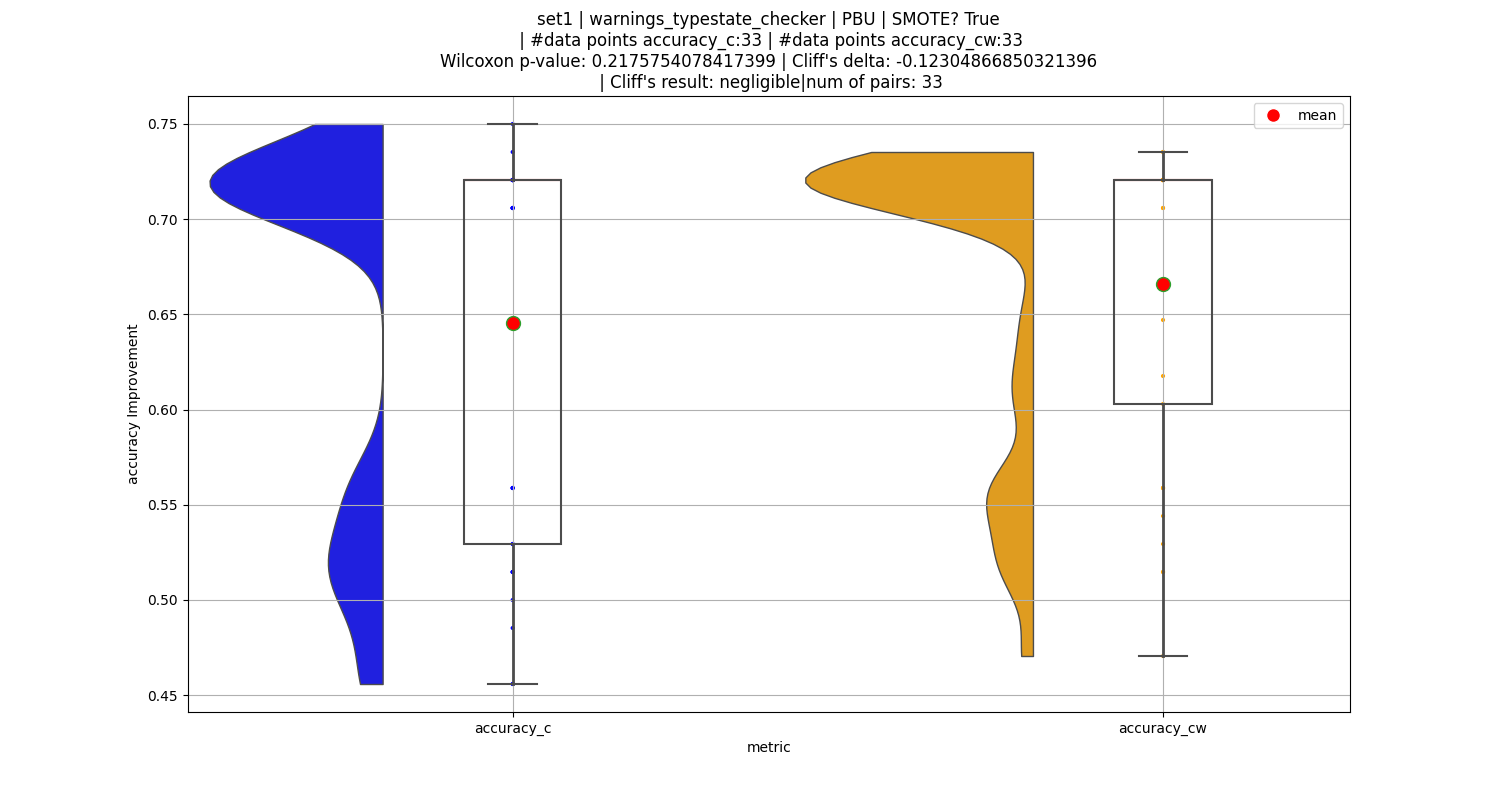 set1 | warnings_typestate_checker | PBU | SMOTE? True
| #data points accuracy_c:33 | #data points accuracy_cw:33
Wilcoxon p-value: 0.2175754078417399 | Cliff's delta: -0.12304866850321396
| Cliff's result: negligible|num of pairs: 33
mean
0.75
0.70
0.65
0.60
0.55
0.50
0.45
accuracy Improvement
accuracy_c
accuracy_cw
metric